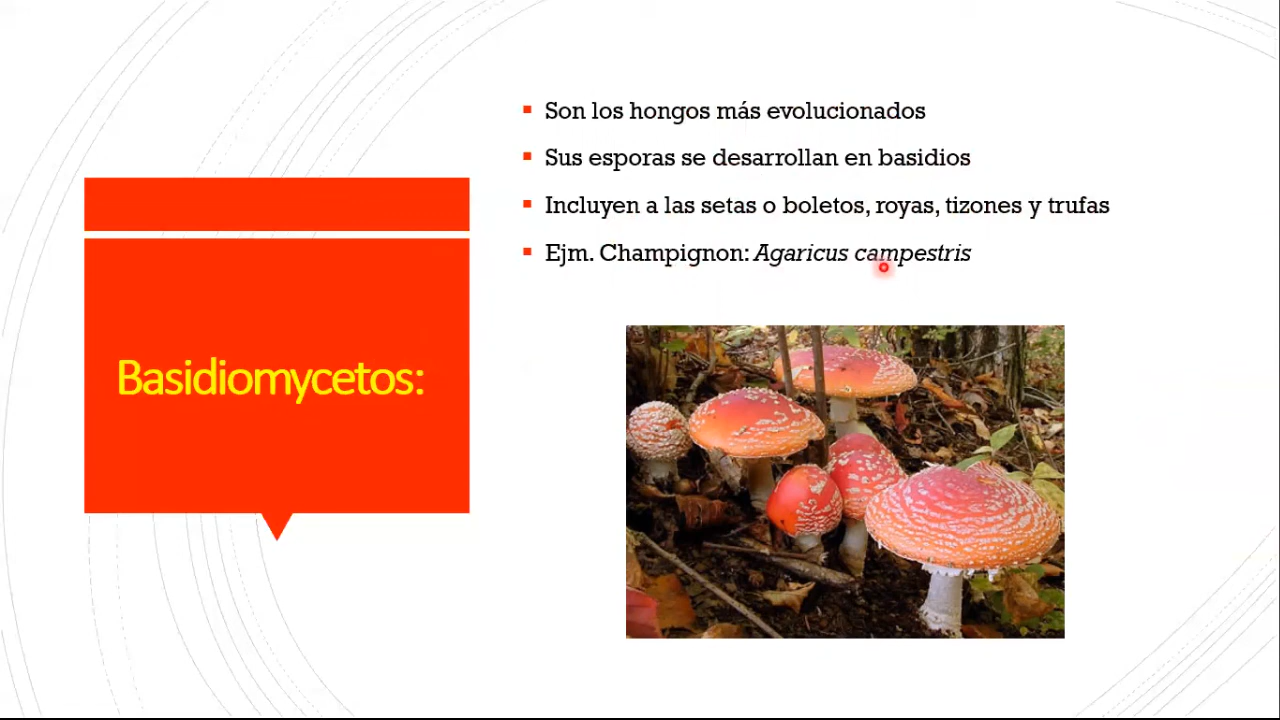 Basidiomycetos:
Son los hongos más evolucionados
Sus esporas se desarrollan en basidios
Incluyen a las setas o boletos, royas, tizones y trufas
Ejm. Champignon: Agaricus campestris